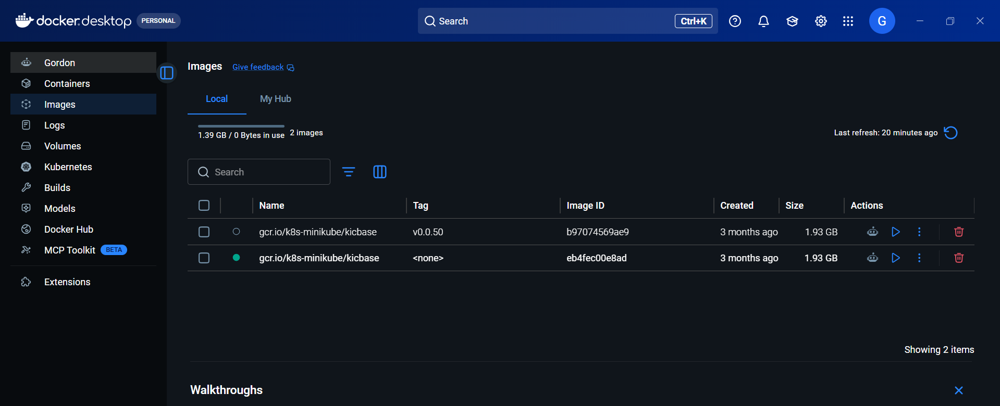 docker.desktop PERSONAL
Search Ctrl+K
G
Gordon
Containers
Images
Logs
Volumes
Kubernetes
Builds
Models
Docker Hub
MCP Toolkit BETA
Extensions
Images Give feedback
Local My Hub
1.39 GB / 0 Bytes in use 2 images
Last refresh: 20 minutes ago
Search
Name Tag Image ID Created Size Actions
gcr.io/k8s-minikube/kicbase v0.0.50 b97074569ae9 3 months ago 1.93 GB
gcr.io/k8s-minikube/kicbase <none> eb4fec00e8ad 3 months ago 1.93 GB
Showing 2 items
Walkthroughs